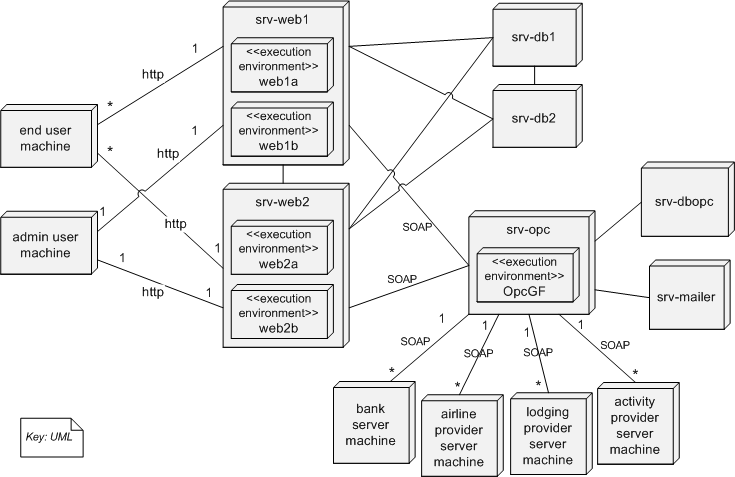 srv-web1
<<execution
environment>>
web1a
<<execution
environment>>
web1b
srv-db1
srv-db2
1
http
*
end user
machine
*
1
http
srv-web2
<<execution
environment>>
web2a
<<execution
environment>>
web2b
admin user
machine
1
http
1
1
http
1
SOAP
SOAP
srv-opc
<<execution
environment>>
OpcGF
srv-dbopc
srv-mailer
1
SOAP
*
1
SOAP
*
1
SOAP
*
1
SOAP
*
bank
server
machine
airline
provider
server
machine
lodging
provider
server
machine
activity
provider
server
machine
Key: UML